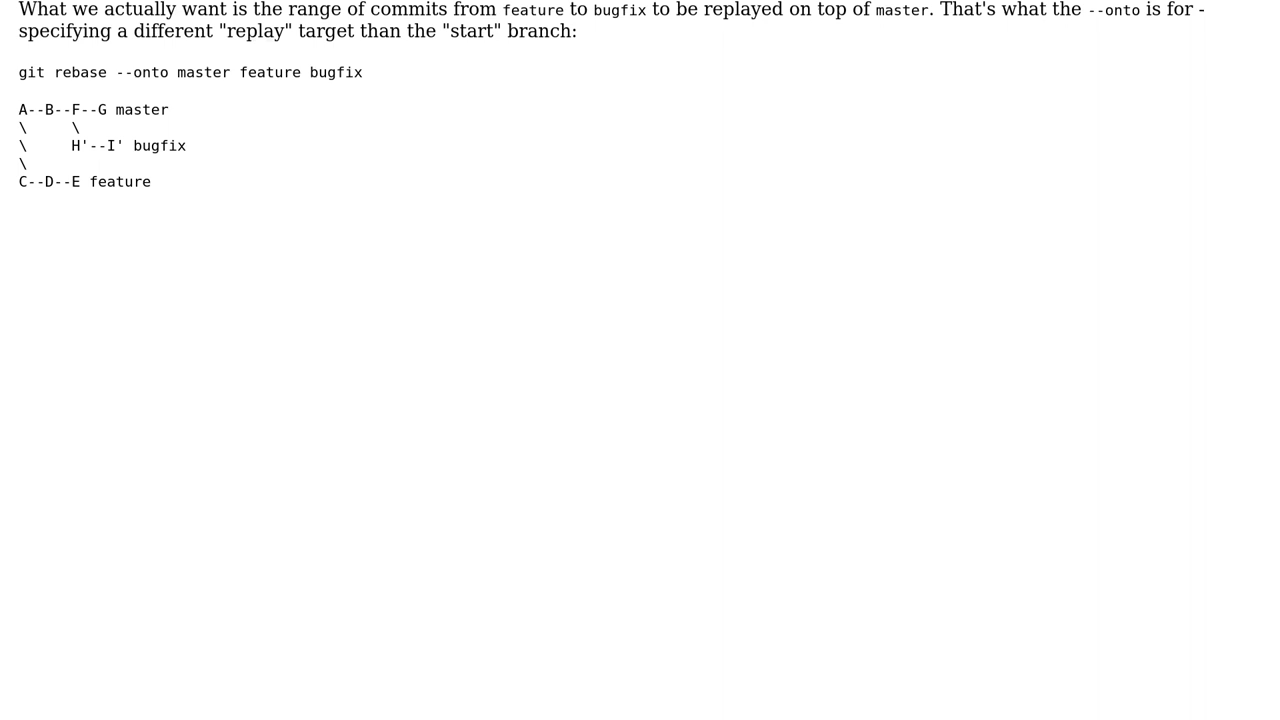 What we actually want is the range of commits from feature to bugfix to be replayed on top of master. That's what the --onto is for -
specifying a different "replay" target than the "start" branch:
git rebase --onto master feature bugfix
A--B--F--G master
\     \
\     H'--I' bugfix
\
C--D--E feature